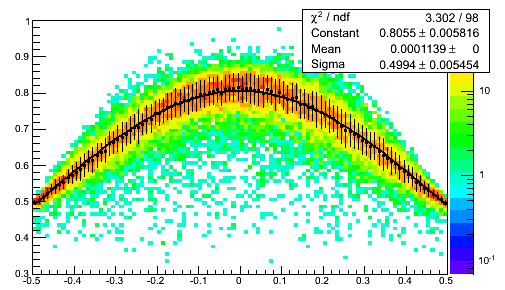 χ² / ndf 3.302 / 98
Constant 0.8055 ± 0.005816
Mean 0.0001139 ± 0
Sigma 0.4994 ± 0.005454
1
0.9
0.8
0.7
0.6
0.5
0.4
0.3
-0.5 -0.4 -0.3 -0.2 -0.1 0 0.1 0.2 0.3 0.4 0.5
10
1
10⁻¹